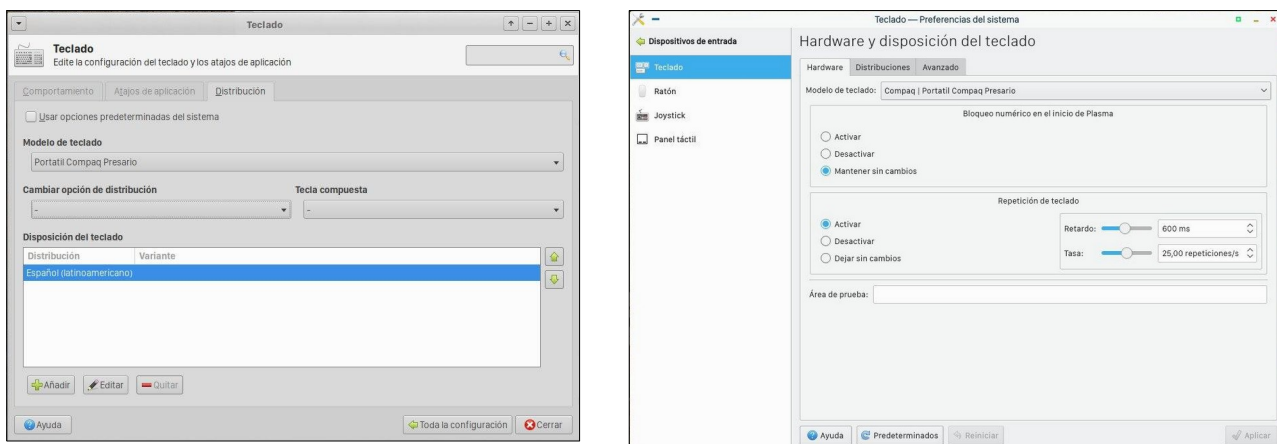 Teclado
Teclado
Edite la configuración del teclado y los atajos de aplicación
Comportamiento Atajos de aplicación Distribución
Usar opciones predeterminadas del sistema
Modelo de teclado
Portatil Compaq Presario
Cambiar opción de distribución Tecla compuesta
- -
Disposición del teclado
Distribución Variante
Español (latinoamericano)
Añadir Editar Quitar
Ayuda Toda la configuración Cerrar
Teclado — Preferencias del sistema
Dispositivos de entrada
Teclado
Ratón
Joystick
Panel táctil
Hardware y disposición del teclado
Hardware Distribuciones Avanzado
Modelo de teclado: Compaq | Portatil Compaq Presario
Bloqueo numérico en el inicio de Plasma
Activar
Desactivar
Mantener sin cambios
Repetición de teclado
Activar
Desactivar
Dejar sin cambios
Retardo: 600 ms
Tasa: 25,00 repeticiones/s
Área de prueba:
Ayuda Predeterminados Reiniciar Aplicar